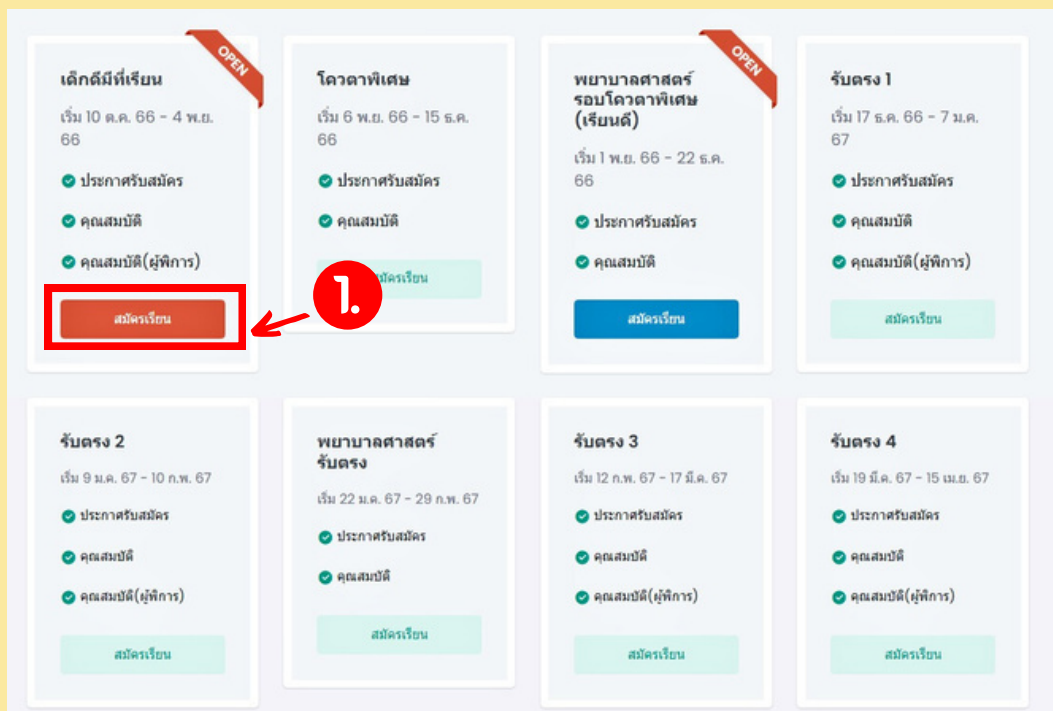 OPEN
เด็กดีมีที่เรียน
เริ่ม 10 ต.ค. 66 - 4 พ.ย.
66
ประกาศรับสมัคร
คุณสมบัติ
คุณสมบัติ(ผู้พิการ)
สมัครเรียน
1.
โควตาพิเศษ
เริ่ม 6 พ.ย. 66 - 15 ธ.ค.
66
ประกาศรับสมัคร
คุณสมบัติ
สมัครเรียน
OPEN
พยาบาลศาสตร์
รอบโควตาพิเศษ
(เรียนดี)
เริ่ม 1 พ.ย. 66 - 22 ธ.ค.
66
ประกาศรับสมัคร
คุณสมบัติ
สมัครเรียน
รับตรง 1
เริ่ม 17 ธ.ค. 66 - 7 ม.ค.
67
ประกาศรับสมัคร
คุณสมบัติ
คุณสมบัติ(ผู้พิการ)
สมัครเรียน
รับตรง 2
เริ่ม 9 ม.ค. 67 - 10 ก.พ. 67
ประกาศรับสมัคร
คุณสมบัติ
คุณสมบัติ(ผู้พิการ)
สมัครเรียน
พยาบาลศาสตร์
รับตรง
เริ่ม 22 ม.ค. 67 - 29 ก.พ. 67
ประกาศรับสมัคร
คุณสมบัติ
สมัครเรียน
รับตรง 3
เริ่ม 12 ก.พ. 67 - 17 มี.ค. 67
ประกาศรับสมัคร
คุณสมบัติ
คุณสมบัติ(ผู้พิการ)
สมัครเรียน
รับตรง 4
เริ่ม 19 มี.ค. 67 - 15 เม.ย. 67
ประกาศรับสมัคร
คุณสมบัติ
คุณสมบัติ(ผู้พิการ)
สมัครเรียน